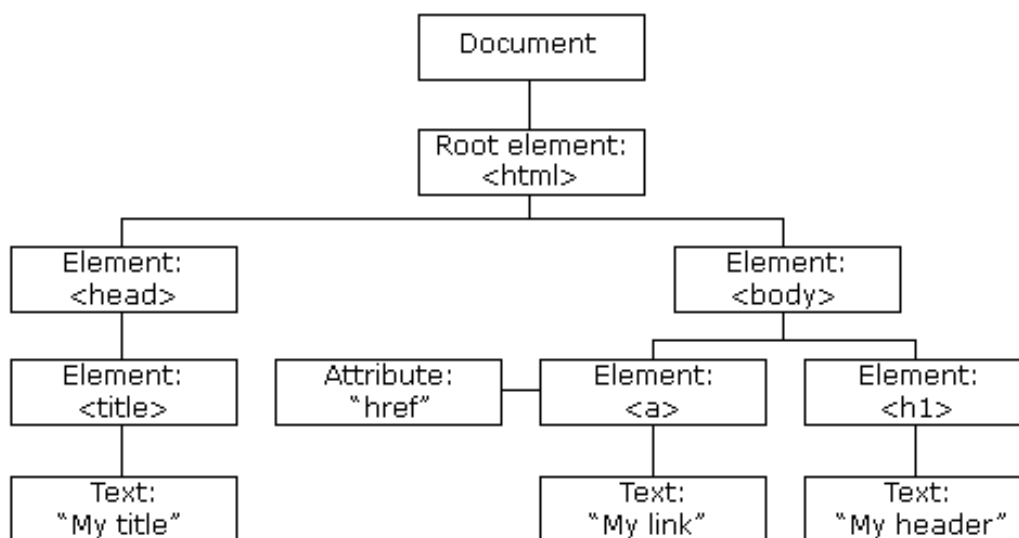 Document
Root element:
<html>
Element:
<head>
Element:
<body>
Element:
<title>
Attribute:
“href”
Element:
<a>
Element:
<h1>
Text:
“My title”
Text:
“My link”
Text:
“My header”